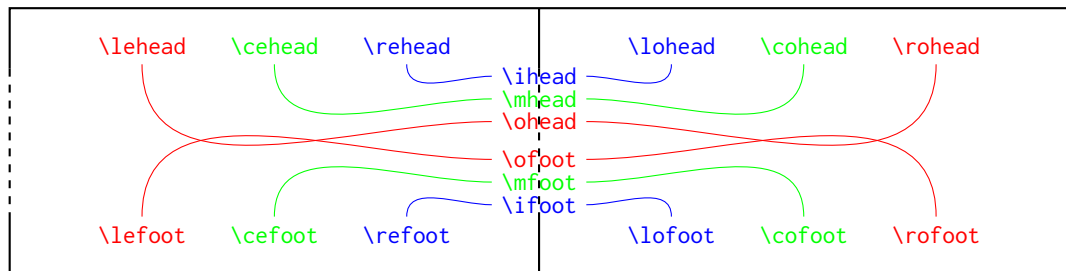 \lehead \cehead \rehead \lohead \cohead \rohead
\ihead
\mhead
\ohead
\ofoot
\mfoot
\ifoot
\lefoot \cefoot \refoot \lofoot \cofoot \rofoot